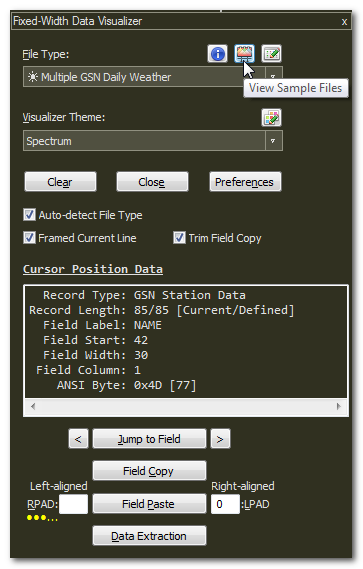 Fixed-Width Data Visualizer x
File Type:
Multiple GSN Daily Weather
View Sample Files
Visualizer Theme:
Spectrum
Clear Close Preferences
Auto-detect File Type
Framed Current Line Trim Field Copy
Cursor Position Data
Record Type: GSN Station Data
Record Length: 85/85 [Current/Defined]
Field Label: NAME
Field Start: 42
Field Width: 30
Field Column: 1
ANSI Byte: 0x4D [77]
< Jump to Field >
Field Copy
Left-aligned Right-aligned
RPAD: Field Paste 0 :LPAD
Data Extraction